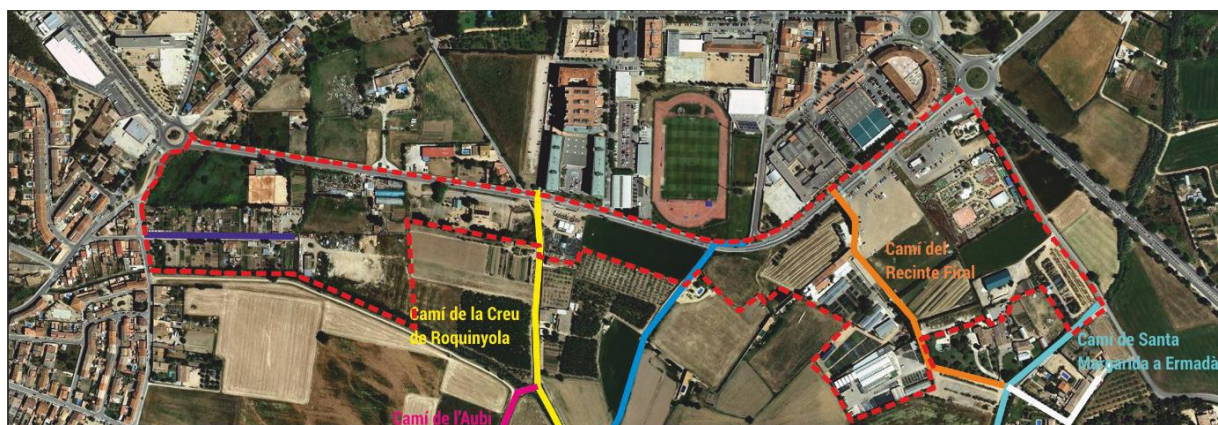 Camí del
Recinte Firal
Camí de la Creu
de Roquinyola
Camí de Santa
Margarida a Ermadà
Camí de l'Aubi